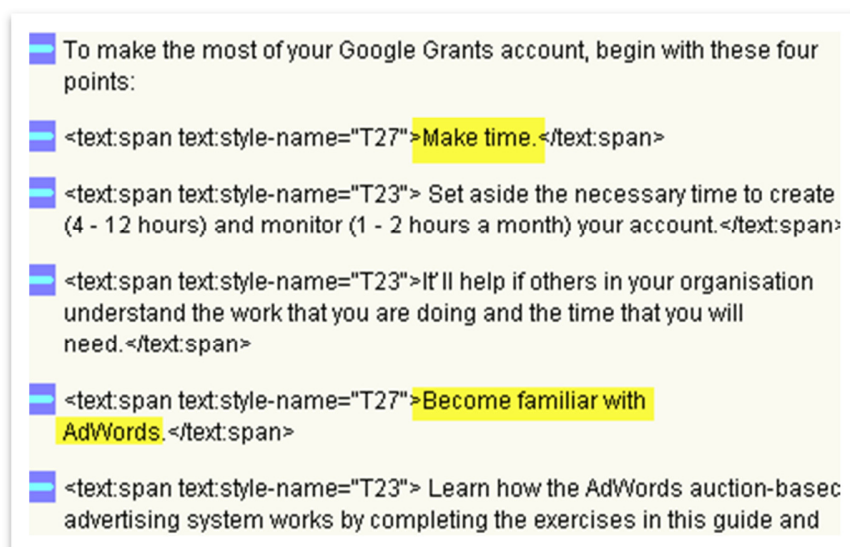 To make the most of your Google Grants account, begin with these four
points:
<text:span text:style-name="T27">Make time.</text:span>
<text:span text:style-name="T23"> Set aside the necessary time to create
(4 - 12 hours) and monitor (1 - 2 hours a month) your account.</text:span>
<text:span text:style-name="T23">It'll help if others in your organisation
understand the work that you are doing and the time that you will
need.</text:span>
<text:span text:style-name="T27">Become familiar with
AdWords.</text:span>
<text:span text:style-name="T23"> Learn how the AdWords auction-based
advertising system works by completing the exercises in this guide and